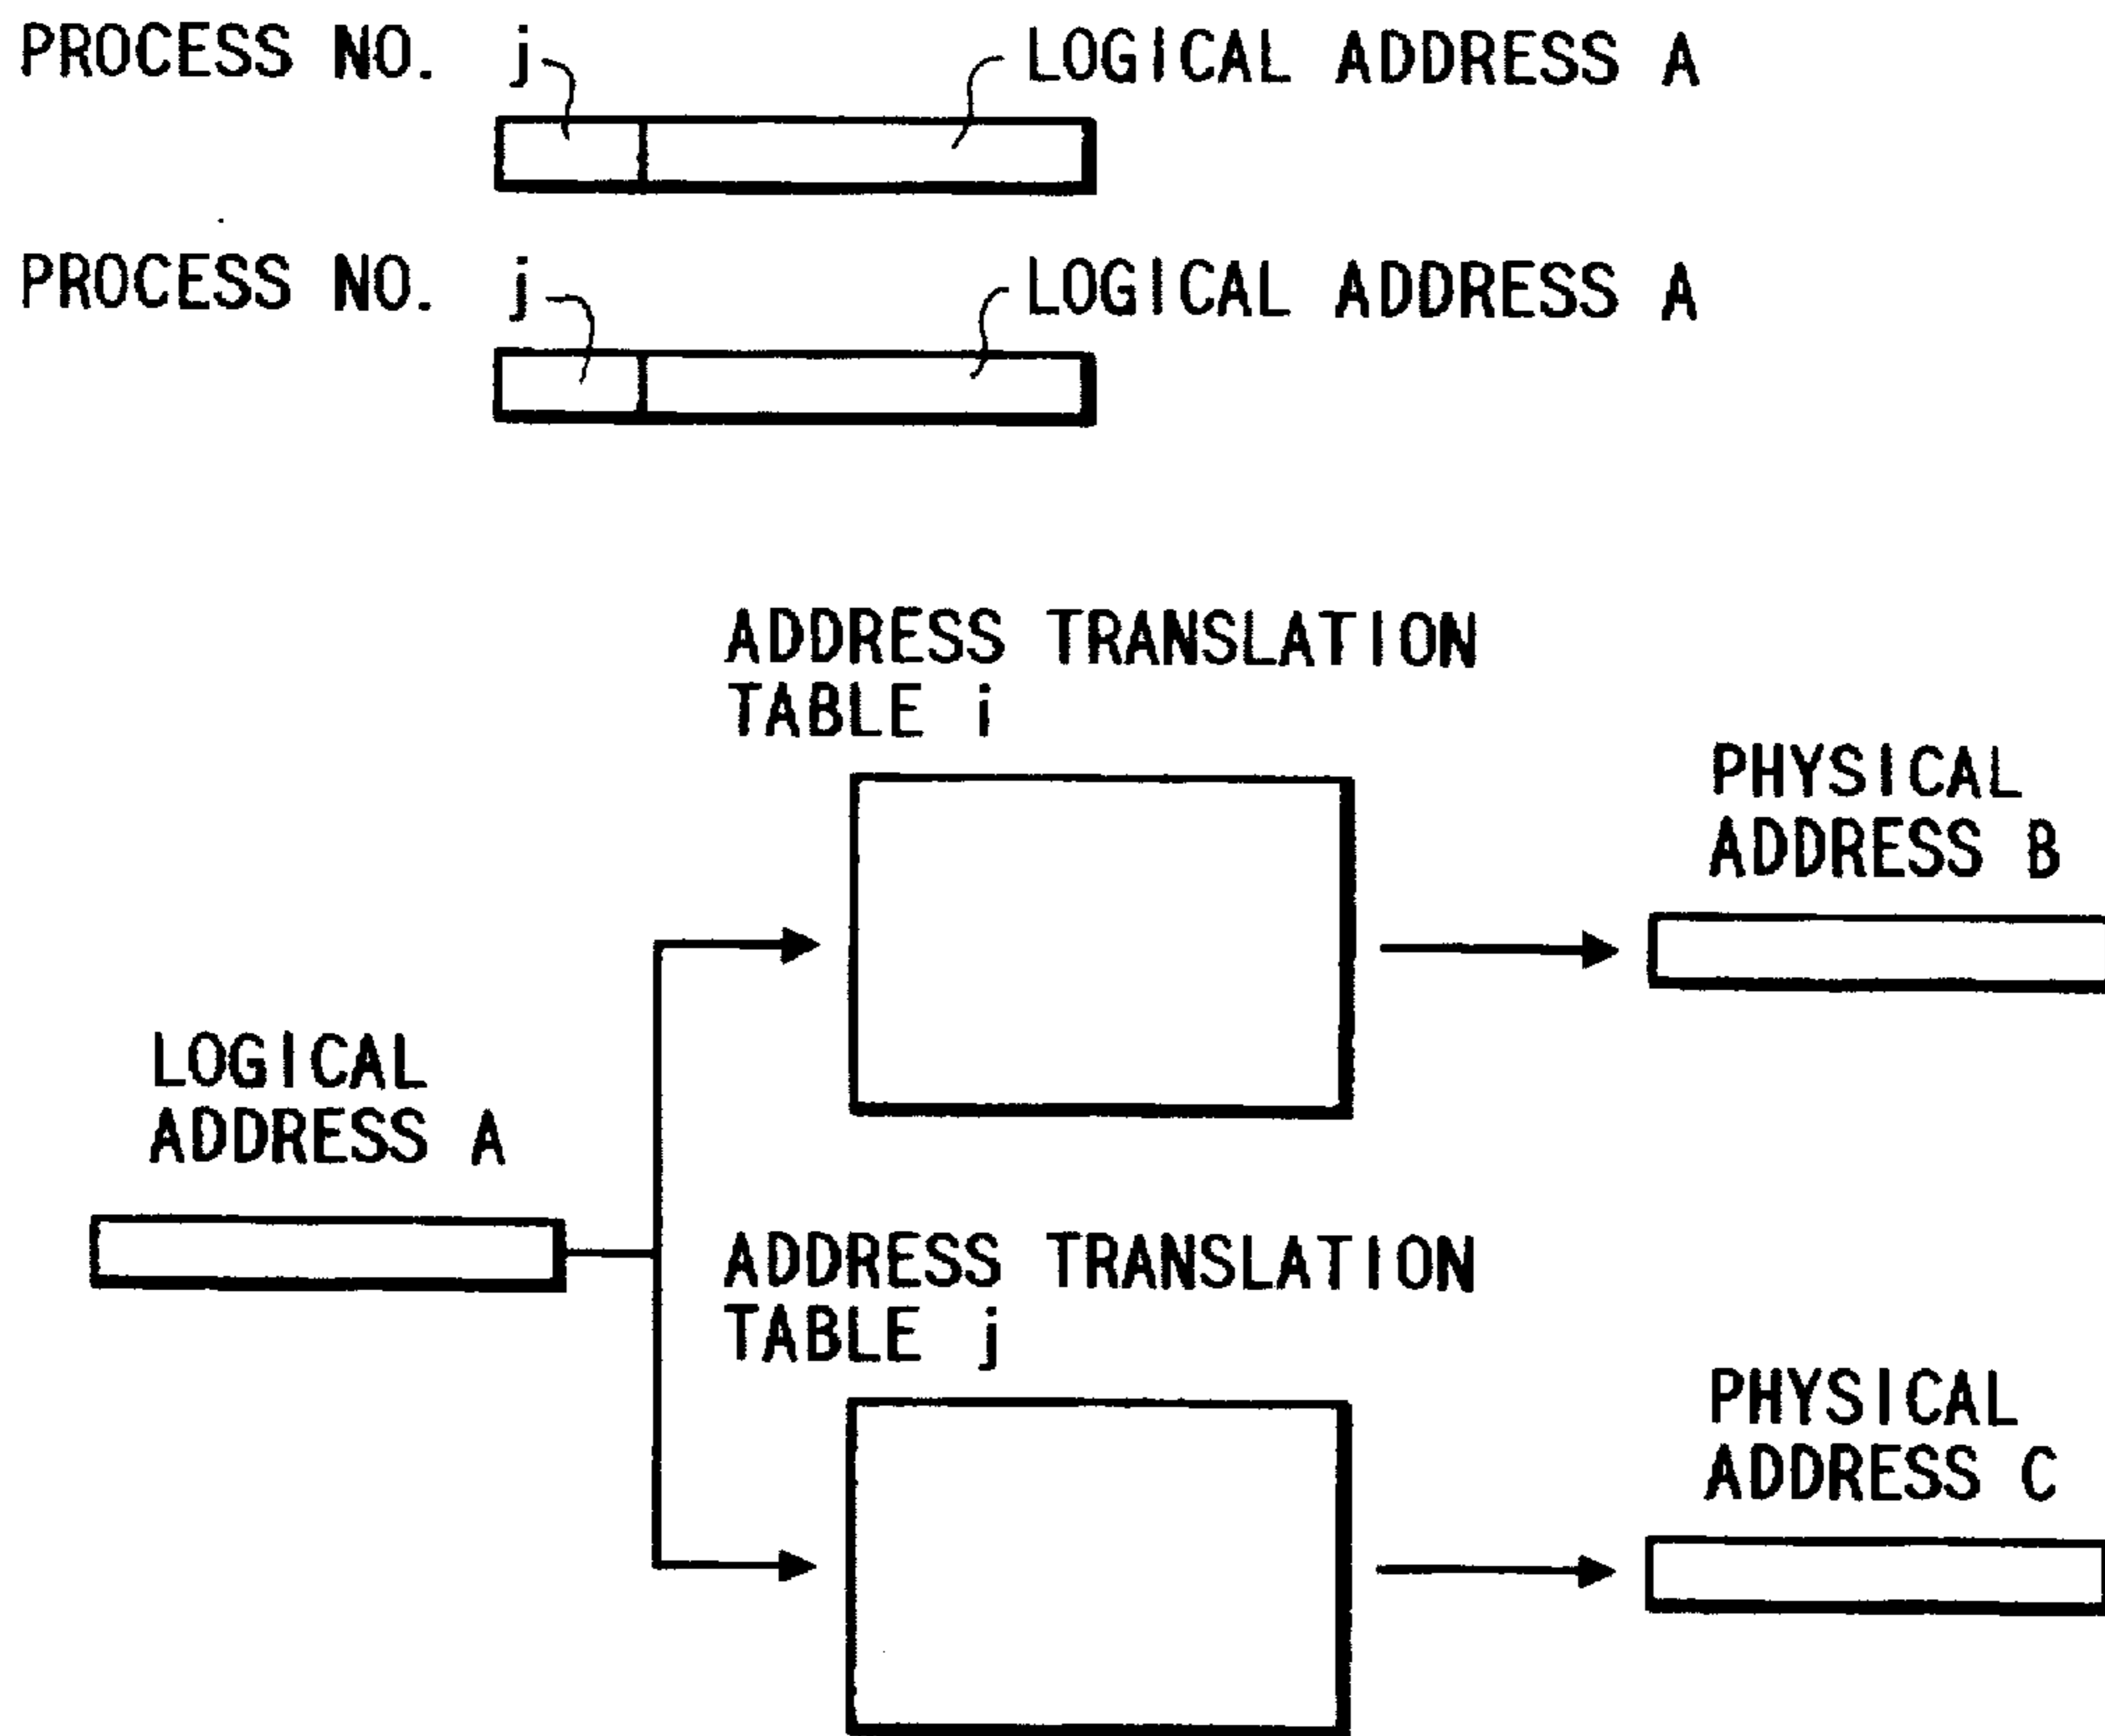 PROCESS NO. j LOGICAL ADDRESS A
PROCESS NO. j LOGICAL ADDRESS A
ADDRESS TRANSLATION
TABLE i
PHYSICAL
ADDRESS B
LOGICAL
ADDRESS A
ADDRESS TRANSLATION
TABLE j
PHYSICAL
ADDRESS C